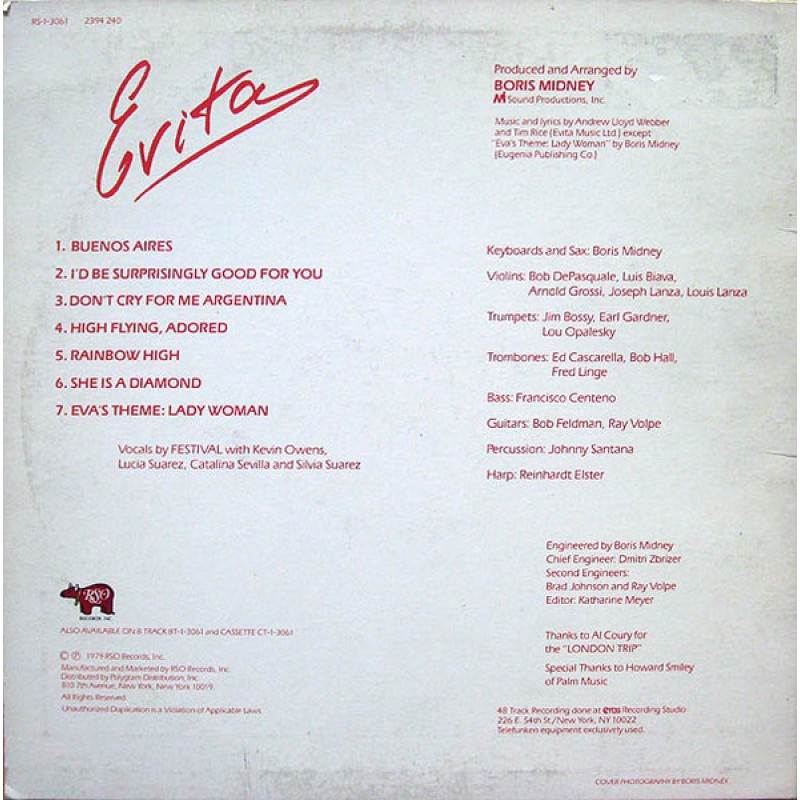 RS-1-3061 2394 240
Evita
Produced and Arranged by
BORIS MIDNEY
M Sound Productions, Inc.
Music and lyrics by Andrew Lloyd Webber
and Tim Rice (Evita Music Ltd.) except
"Eva's Theme: Lady Woman" by Boris Midney
(Eugenia Publishing Co.)
1. BUENOS AIRES
2. I'D BE SURPRISINGLY GOOD FOR YOU
3. DON'T CRY FOR ME ARGENTINA
4. HIGH FLYING, ADORED
5. RAINBOW HIGH
6. SHE IS A DIAMOND
7. EVA'S THEME: LADY WOMAN
Vocals by FESTIVAL with Kevin Owens,
Lucia Suarez, Catalina Sevilla and Silvia Suarez
Keyboards and Sax: Boris Midney
Violins: Bob DePasquale, Luis Biava,
Arnold Grossi, Joseph Lanza, Louis Lanza
Trumpets: Jim Bossy, Earl Gardner,
Lou Opalesky
Trombones: Ed Cascarella, Bob Hall,
Fred Linge
Bass: Francisco Centeno
Guitars: Bob Feldman, Ray Volpe
Percussion: Johnny Santana
Harp: Reinhardt Elster
Engineered by Boris Midney
Chief Engineer: Dmitri Zbrizer
Second Engineers:
Brad Johnson and Ray Volpe
Editor: Katharine Meyer
Thanks to Al Coury for
the "LONDON TRIP"
Special Thanks to Howard Smiley
of Palm Music
48 Track Recording done at eras Recording Studio
226 E. 54th St./New York, NY 10022
Telefunken equipment exclusively used.
RSO
RECORDS INC.
ALSO AVAILABLE ON 8 TRACK 8T-1-3061 and CASSETTE CT-1-3061
© ℗ 1979 RSO Records, Inc.
Manufactured and Marketed by RSO Records, Inc.
Distributed by Polygram Distribution, Inc.
810 7th Avenue, New York, New York 10019.
All Rights Reserved.
Unauthorized Duplication is a Violation of Applicable Laws.
COVER PHOTOGRAPHY BY BORIS MIDNEY